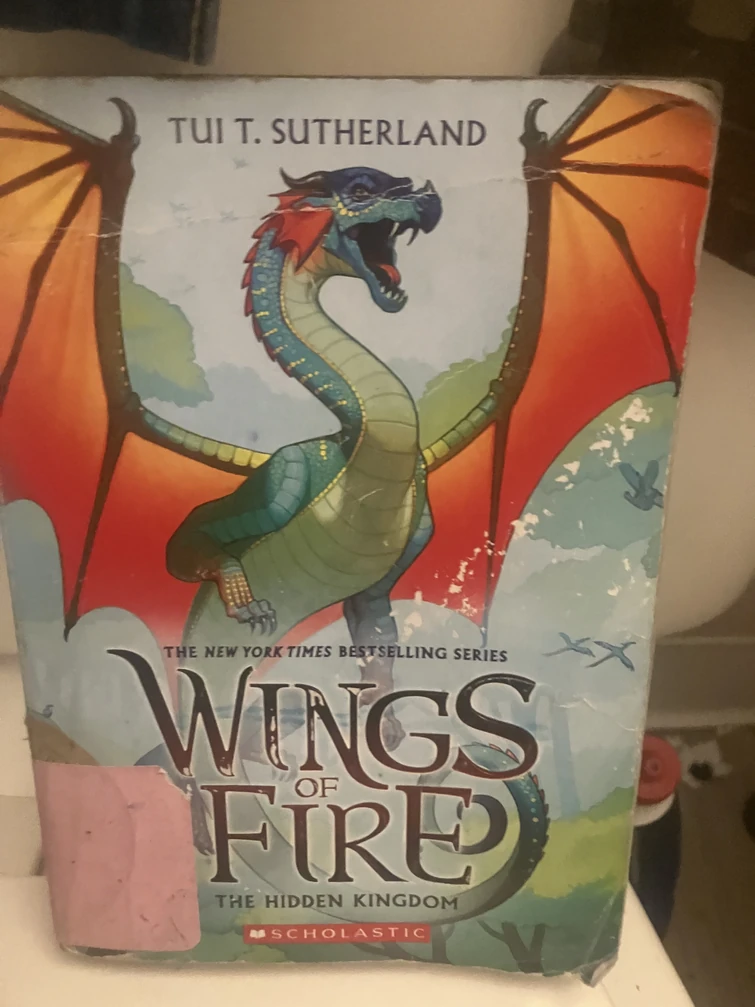 TUI T. SUTHERLAND
THE NEW YORK TIMES BESTSELLING SERIES
WINGS
OF
FIRE
THE HIDDEN KINGDOM
SCHOLASTIC